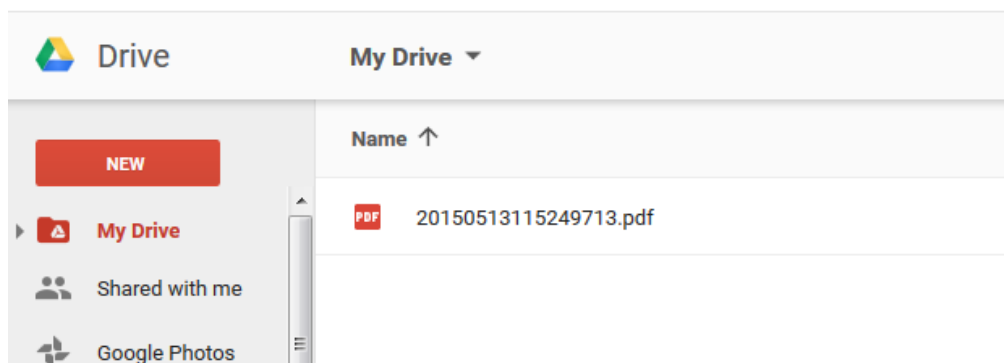 Drive
My Drive
NEW
My Drive
Shared with me
Google Photos
Name
PDF
20150513115249713.pdf